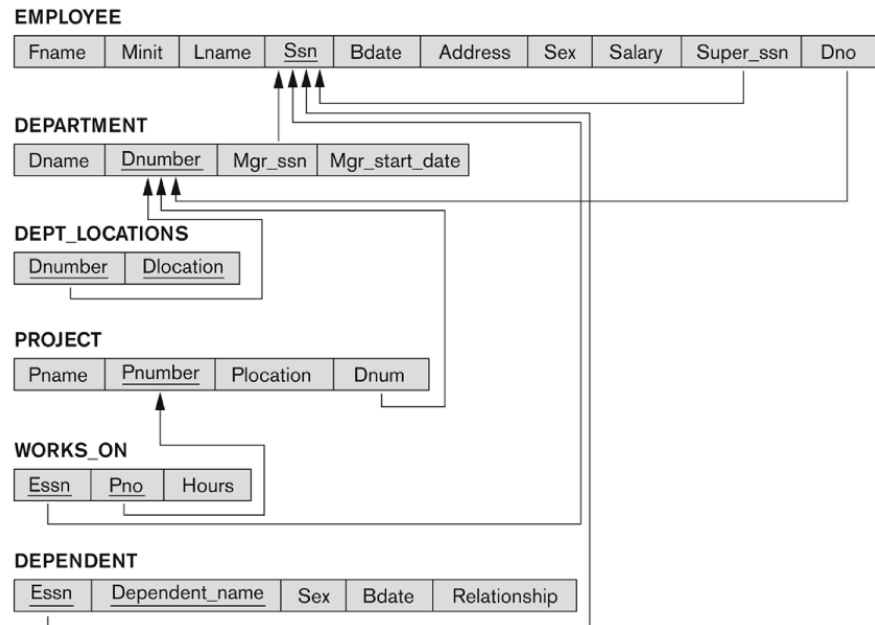 EMPLOYEE
Fname Minit Lname Ssn Bdate Address Sex Salary Super_ssn Dno
DEPARTMENT
Dname Dnumber Mgr_ssn Mgr_start_date
DEPT_LOCATIONS
Dnumber Dlocation
PROJECT
Pname Pnumber Plocation Dnum
WORKS_ON
Essn Pno Hours
DEPENDENT
Essn Dependent_name Sex Bdate Relationship